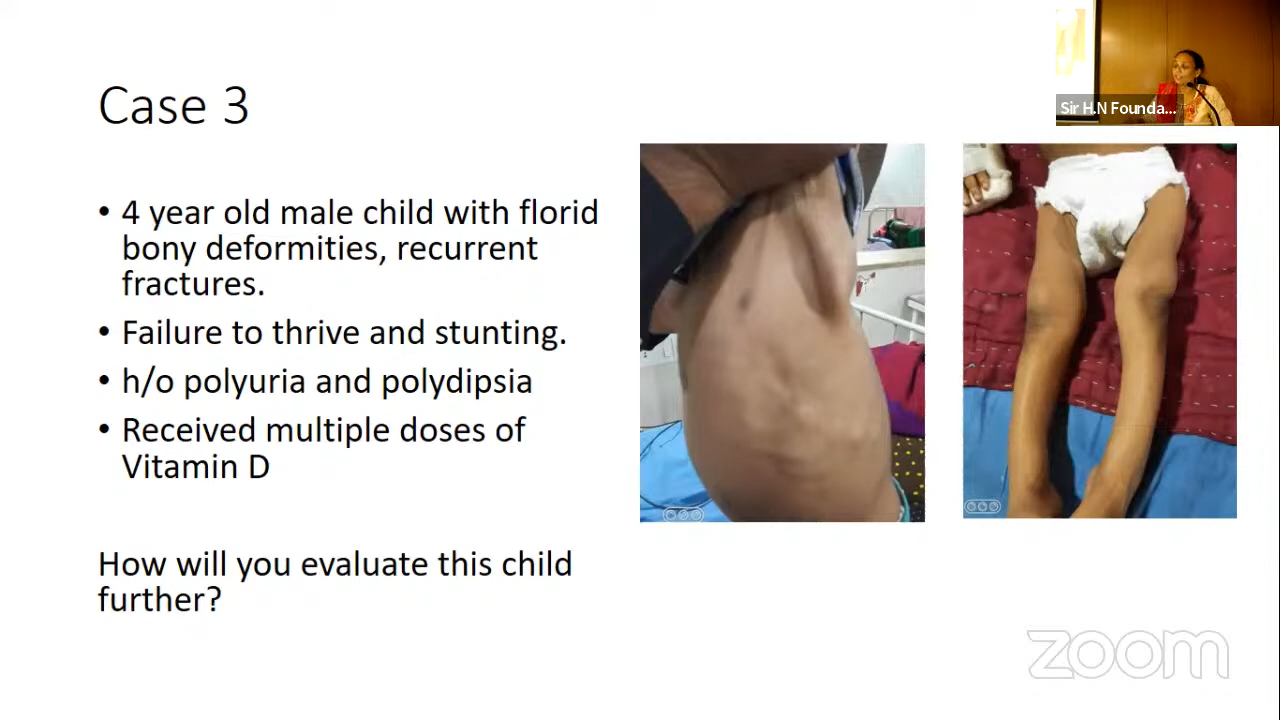 Sir H.N Founda...
Case 3
• 4 year old male child with florid
bony deformities, recurrent
fractures.
• Failure to thrive and stunting.
• h/o polyuria and polydipsia
• Received multiple doses of
Vitamin D
How will you evaluate this child
further?
zoom